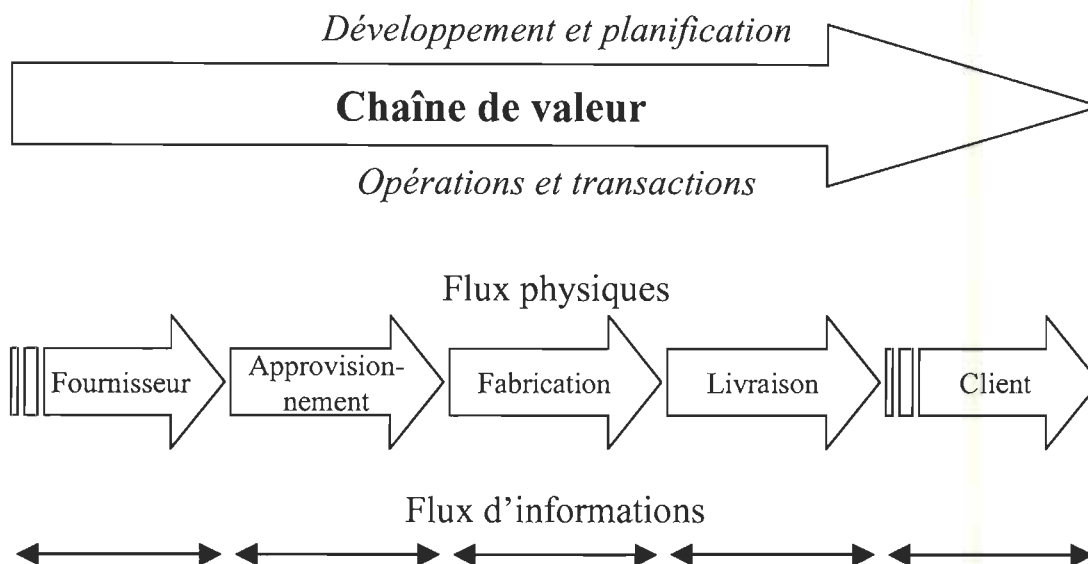 Développement et planification
Chaîne de valeur
Opérations et transactions
Flux physiques
Fournisseur
Approvision-
nement
Fabrication
Livraison
Client
Flux d'informations